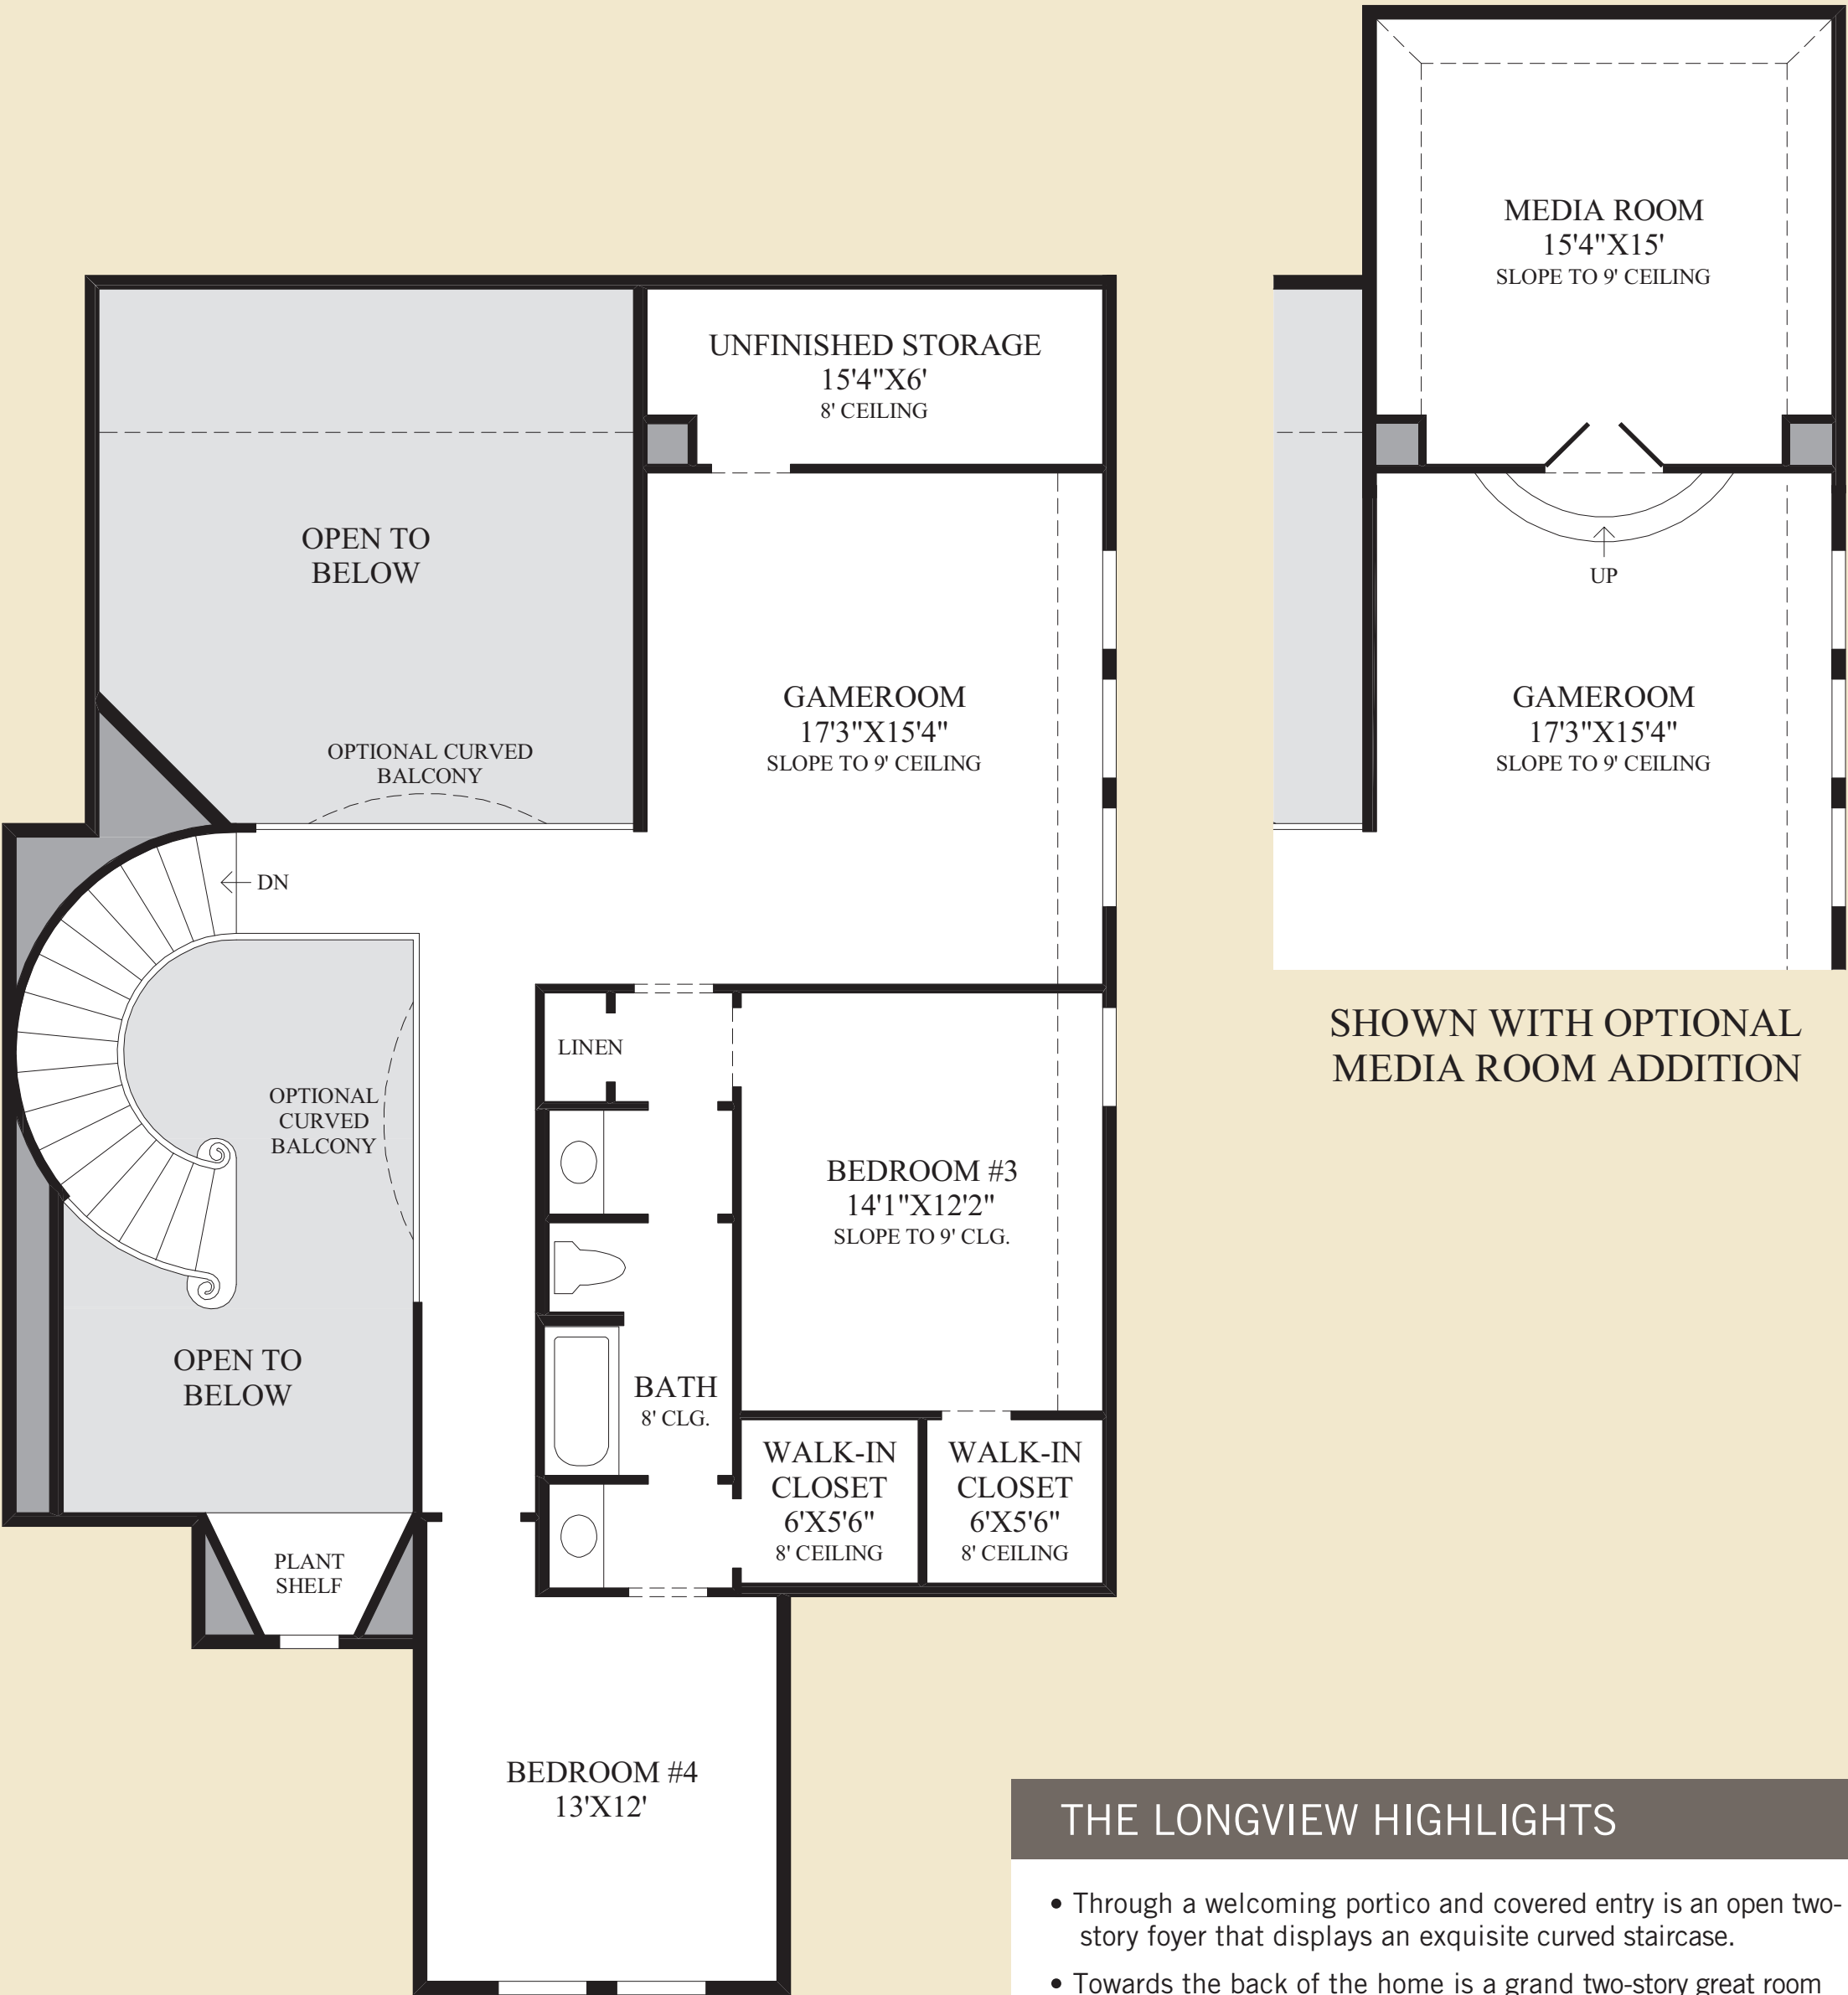 MEDIA ROOM
15'4"X15'
SLOPE TO 9' CEILING
UNFINISHED STORAGE
15'4"X6'
8' CEILING
OPEN TO
BELOW
UP
GAMEROOM
17'3"X15'4"
SLOPE TO 9' CEILING
GAMEROOM
17'3"X15'4"
SLOPE TO 9' CEILING
OPTIONAL CURVED
BALCONY
DN
SHOWN WITH OPTIONAL
MEDIA ROOM ADDITION
LINEN
OPTIONAL
CURVED
BALCONY
BEDROOM #3
14'1"X12'2"
SLOPE TO 9' CLG.
OPEN TO
BELOW
BATH
8' CLG.
WALK-IN
CLOSET
6'X5'6"
8' CEILING
WALK-IN
CLOSET
6'X5'6"
8' CEILING
PLANT
SHELF
BEDROOM #4
13'X12'
THE LONGVIEW HIGHLIGHTS
• Through a welcoming portico and covered entry is an open two-
story foyer that displays an exquisite curved staircase.
• Towards the back of the home is a grand two-story great room